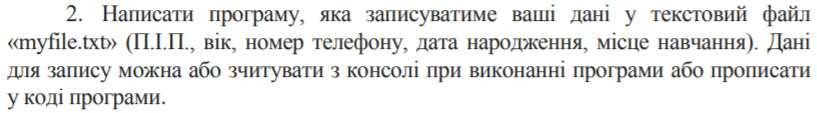 2. Написати програму, яка записуватиме ваші дані у текстовий файл
«myfile.txt» (П.І.П., вік, номер телефону, дата народження, місце навчання). Дані
для запису можна або зчитувати з консолі при виконанні програми або прописати
у коді програми.